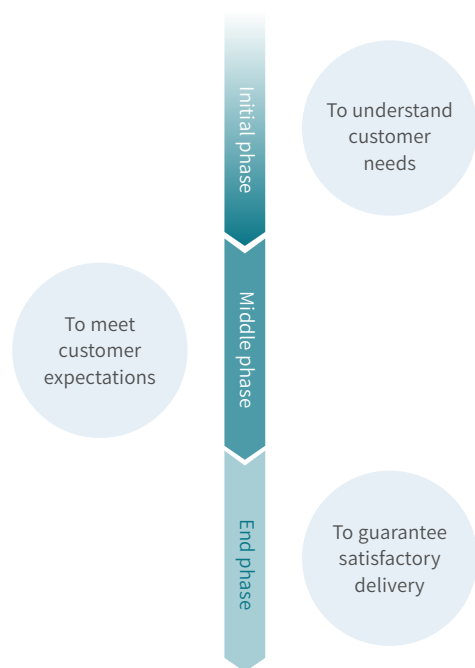 Initial phase
To understand
customer
needs
Middle phase
To meet
customer
expectations
End phase
To guarantee
satisfactory
delivery